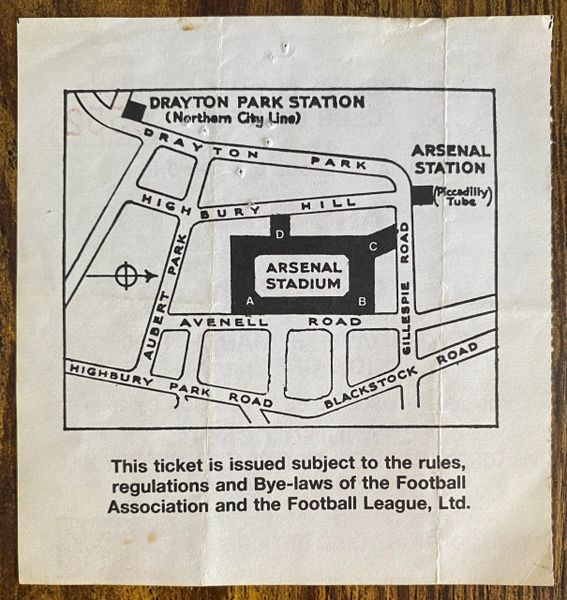 DRAYTON PARK STATION
(Northern City Line)
DRAYTON PARK
ARSENAL
STATION
(Piccadilly)
Tube
HIGHBURY HILL
D
C
ARSENAL
STADIUM
A
B
GILLESPIE ROAD
AUBERT PARK
AVENELL ROAD
HIGHBURY PARK ROAD
BLACKSTOCK ROAD
This ticket is issued subject to the rules,
regulations and Bye-laws of the Football
Association and the Football League, Ltd.